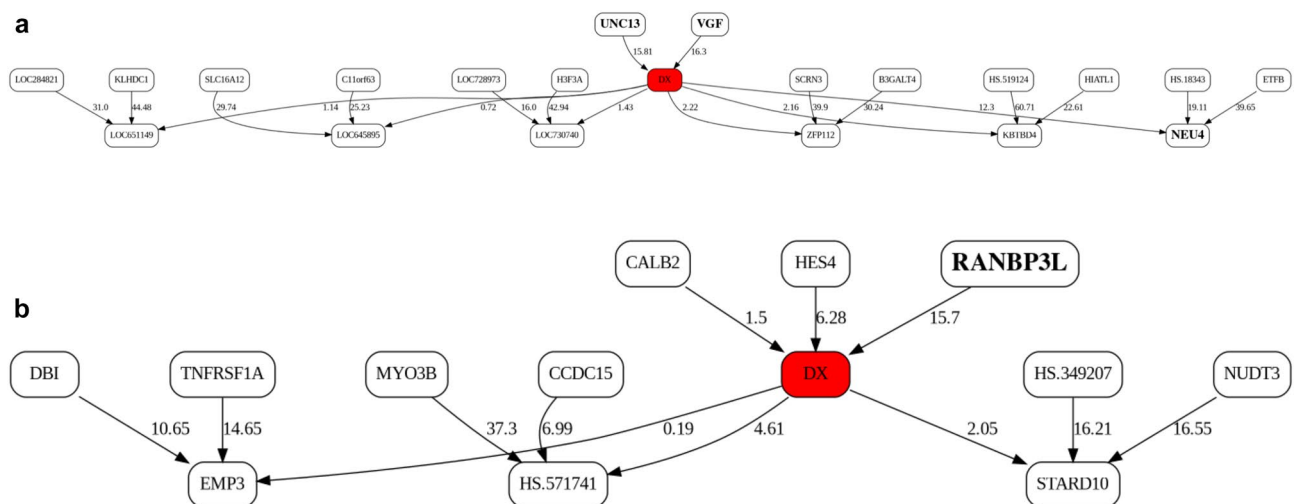 a
UNC13 VGF
15.81 16.3
LOC284821 KLHDC1 SLC16A12 C11orf63 LOC728973 H3F3A DX SCRN3 B3GALT4 HS.519124 HIATL1 HS.18343 ETFB
31.0 44.48 29.74 1.14 25.23 0.72 16.0 42.94 1.43 2.22 39.9 30.24 2.16 60.71 22.61 12.3 19.11 39.65
LOC651149 LOC645895 LOC730740 ZFP112 KBTBD4 NEU4
b
CALB2 HES4 RANBP3L
1.5 6.28 15.7
DBI TNFRSF1A MYO3B CCDC15 DX HS.349207 NUDT3
10.65 14.65 37.3 6.99 0.19 4.61 2.05 16.21 16.55
EMP3 HS.571741 STARD10